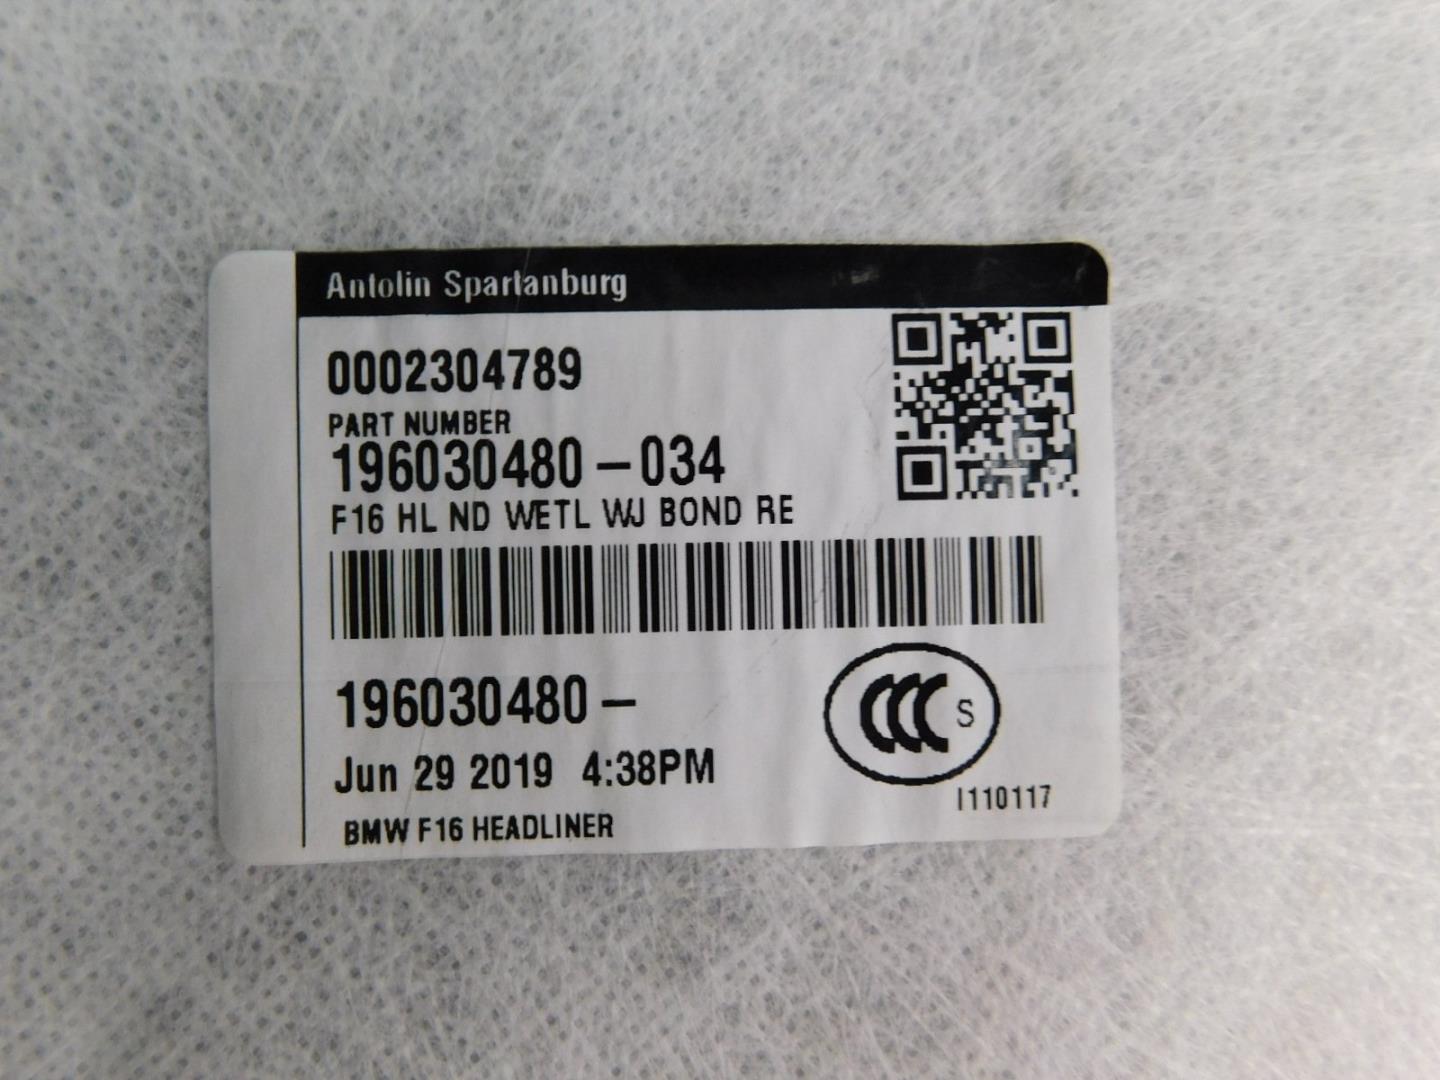 Antolin Spartanburg
0002304789
PART NUMBER
196030480-034
F16 HL ND WETL WJ BOND RE
196030480-
CCC S
Jun 29 2019 4:38PM
I110117
BMW F16 HEADLINER